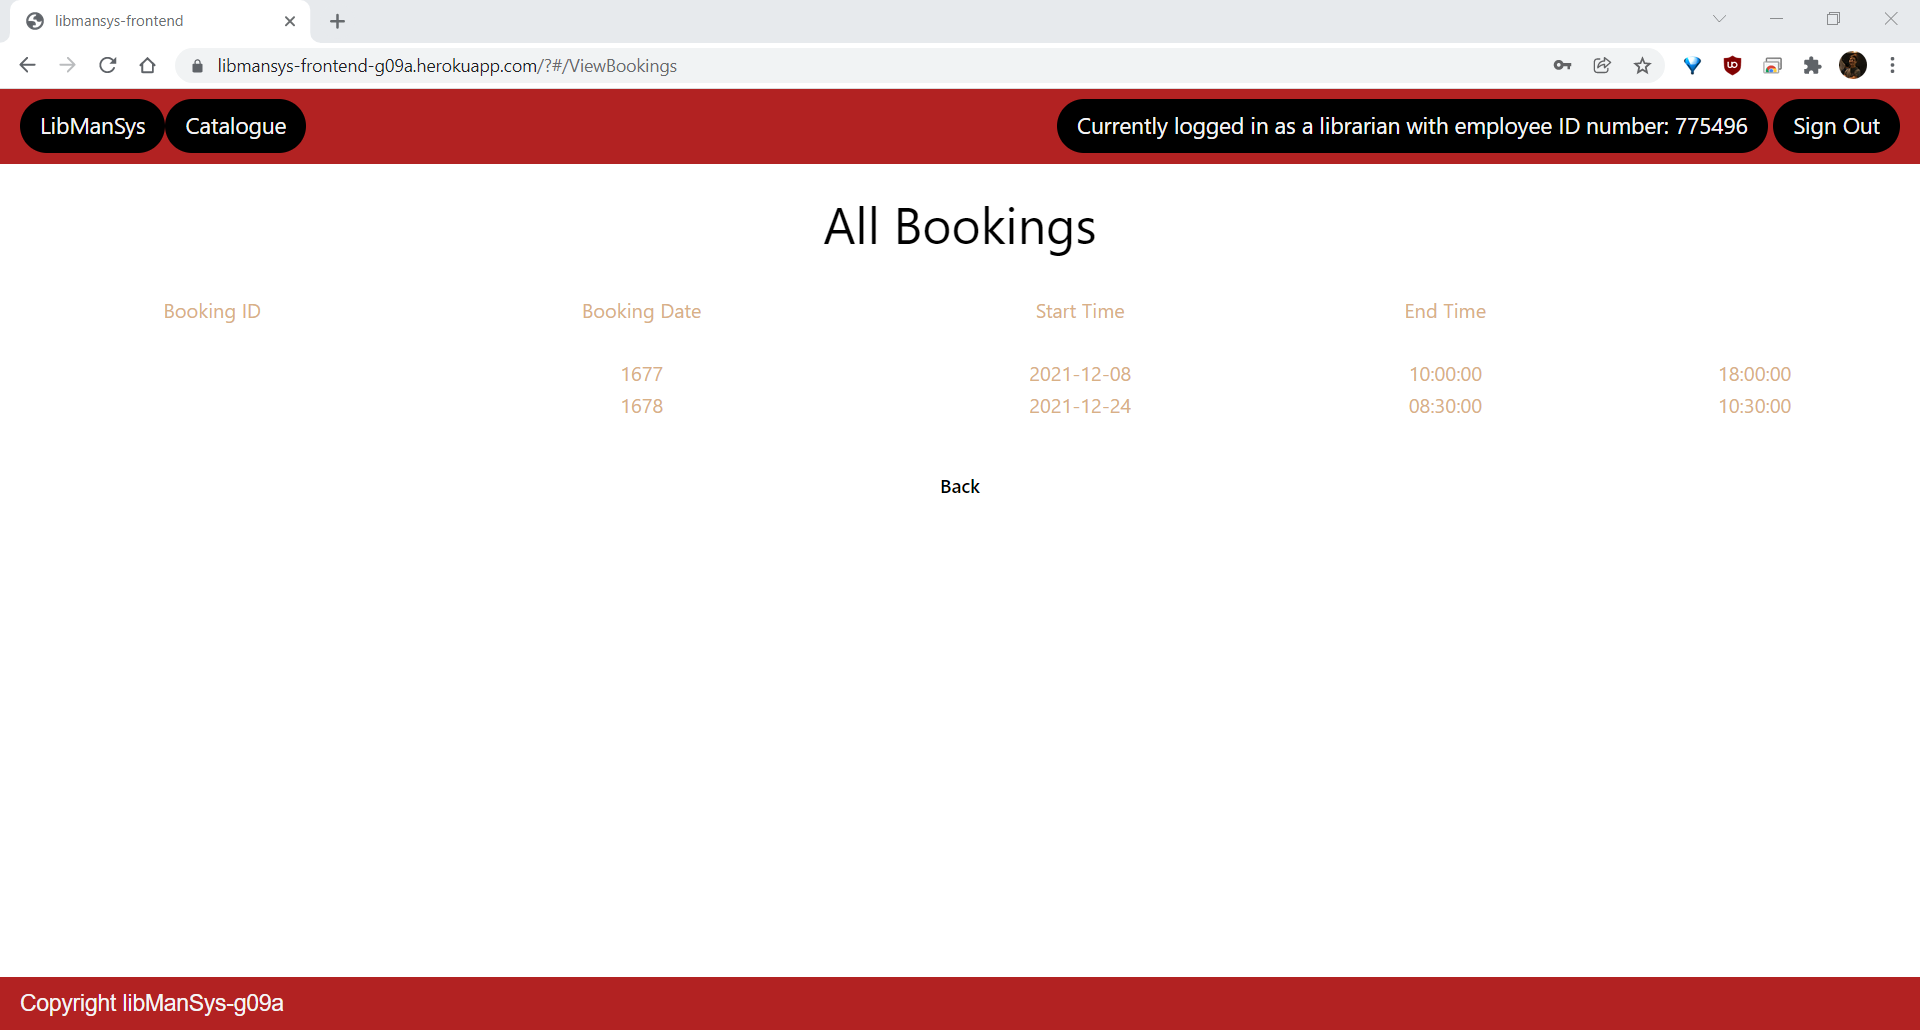 libmansys-frontend
libmansys-frontend-g09a.herokuapp.com/?#/ViewBookings
LibManSys Catalogue Currently logged in as a librarian with employee ID number: 775496 Sign Out
All Bookings
Booking ID Booking Date Start Time End Time
1677 2021-12-08 10:00:00 18:00:00
1678 2021-12-24 08:30:00 10:30:00
Back
Copyright libManSys-g09a